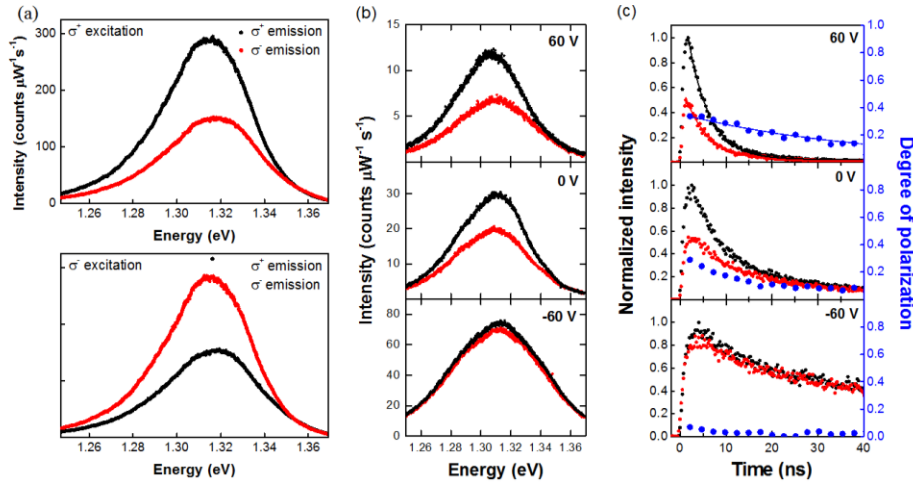 (a)
σ⁺ excitation
σ⁺ emission
σ⁻ emission
Intensity (counts μW⁻¹ s⁻¹)
300
200
100
0
1.26 1.28 1.30 1.32 1.34 1.36
Energy (eV)
σ⁻ excitation
σ⁺ emission
σ⁻ emission
1.26 1.28 1.30 1.32 1.34 1.36
Energy (eV)
(b)
Intensity (counts μW⁻¹ s⁻¹)
60 V
15
10
5
0
0 V
30
20
10
-60 V
80
60
40
20
0
1.26 1.28 1.30 1.32 1.34 1.36
Energy (eV)
(c)
Normalized intensity
60 V
1.0
0.8
0.6
0.4
0.2
1.0
0.8
0.6
0.4
0.2
0.0
0 V
1.0
0.8
0.6
0.4
0.2
0.8
0.6
0.4
0.2
0.0
-60 V
1.0
0.8
0.6
0.4
0.2
0.0
0.8
0.6
0.4
0.2
0.0
0 10 20 30 40
Time (ns)
Degree of polarization